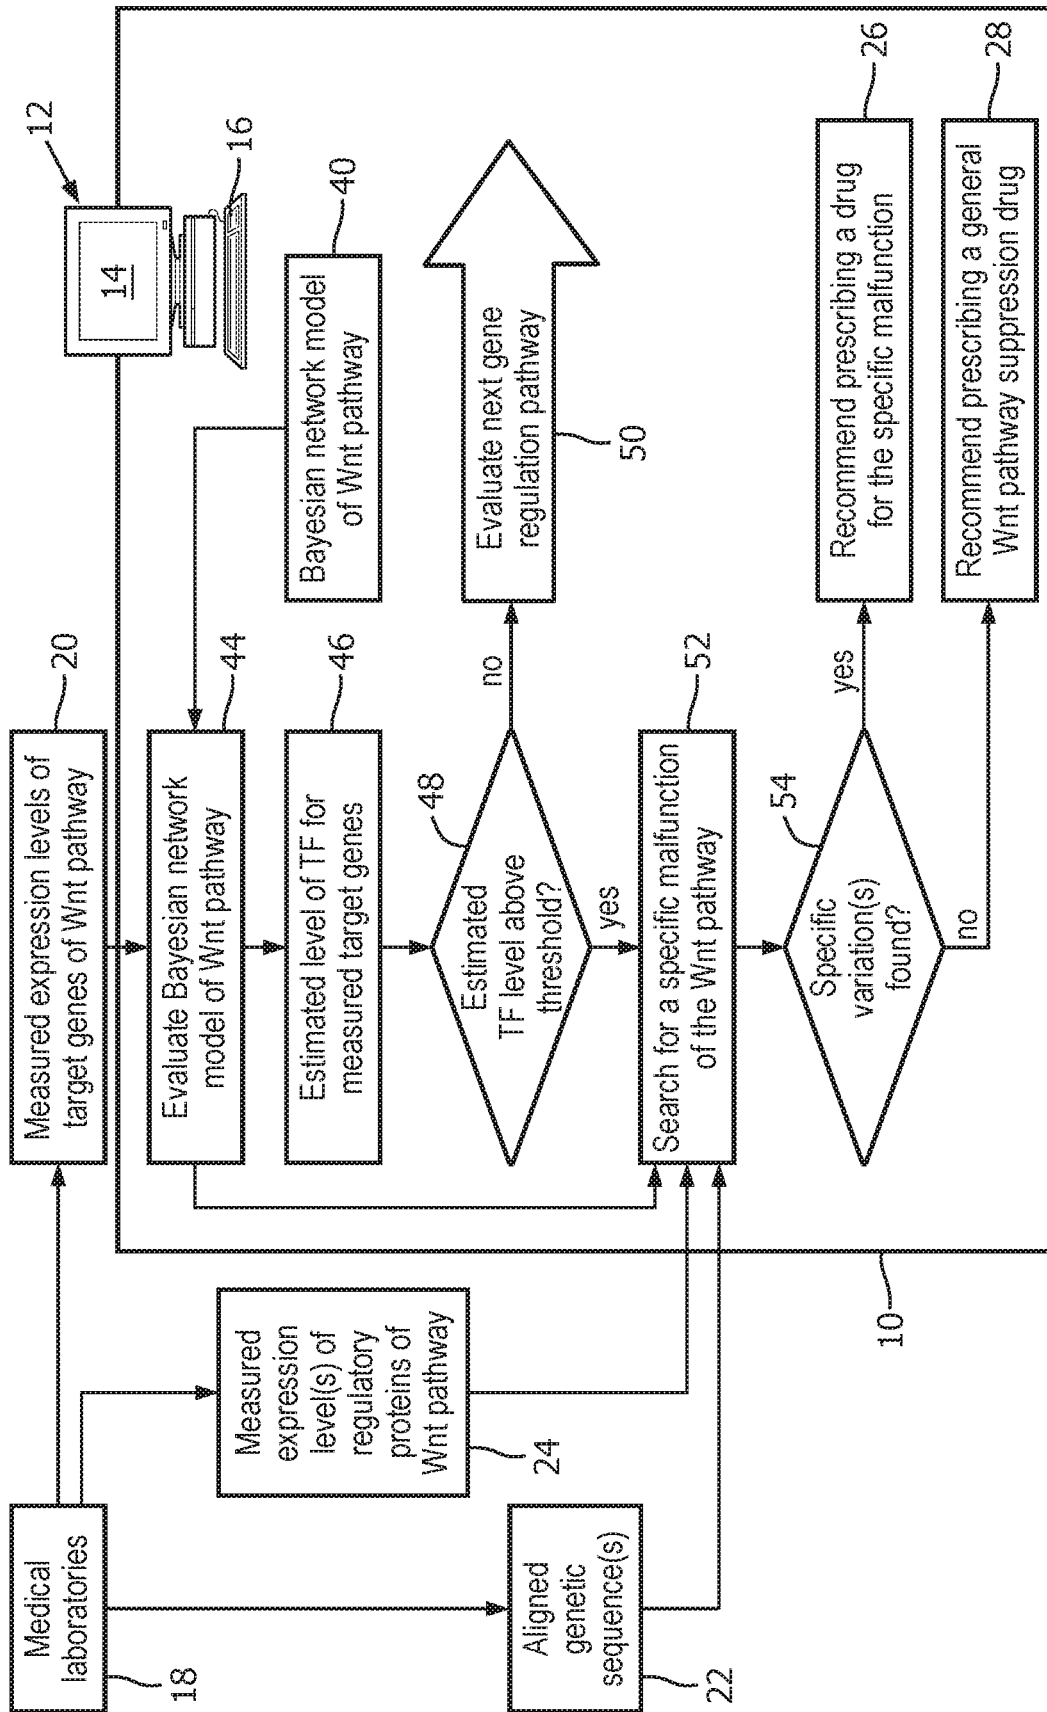 Medical
laboratories
18
Measured expression levels of
target genes of Wnt pathway
20
12
14
16
Evaluate Bayesian network
model of Wnt pathway
44
Bayesian network model
of Wnt pathway
40
Measured
expression
level(s) of
regulatory
proteins of
Wnt pathway
24
Estimated level of TF for
measured target genes
46
Estimated
TF level above
threshold?
48
no
yes
Evaluate next gene
regulation pathway
50
Aligned
genetic
sequence(s)
22
Search for a specific malfunction
of the Wnt pathway
52
Specific
variation(s)
found?
54
yes
no
Recommend prescribing a drug
for the specific malfunction
26
Recommend prescribing a general
Wnt pathway suppression drug
28
10